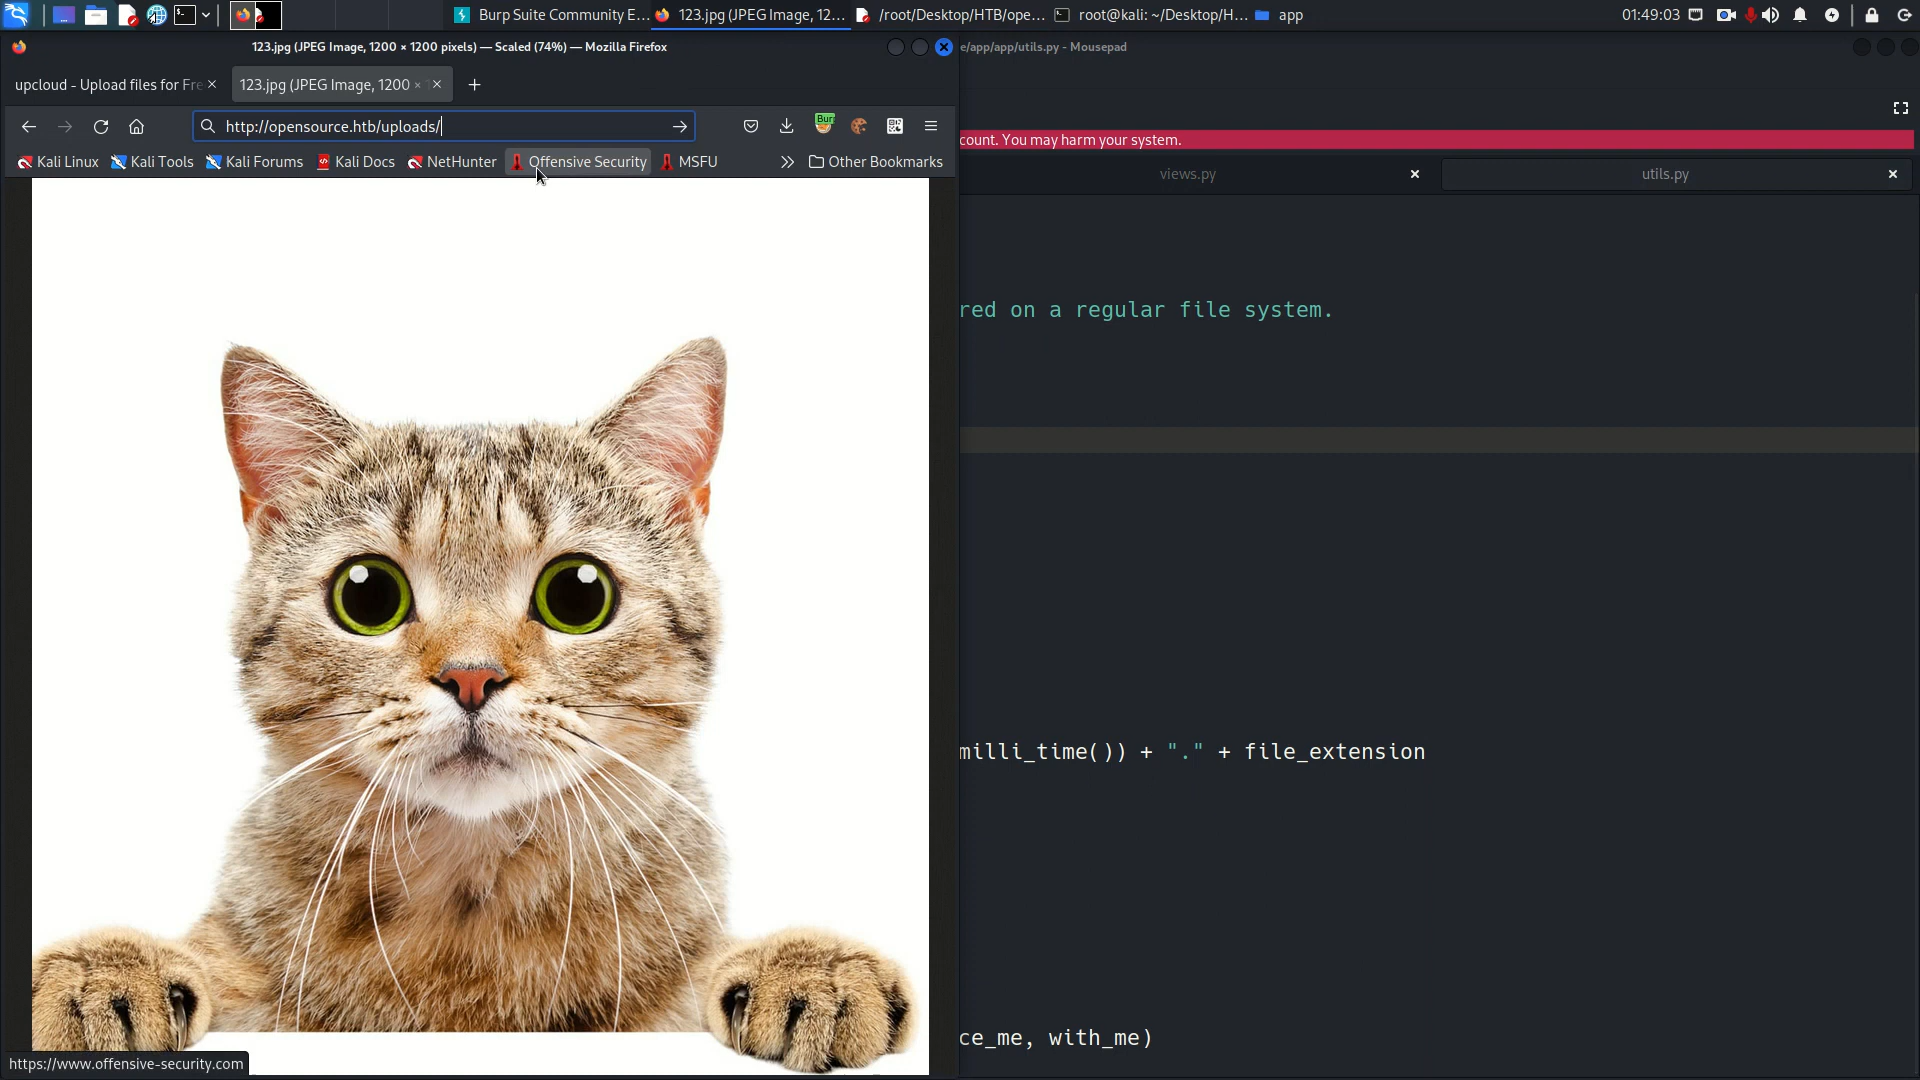 Burp Suite Community E...
123.jpg (JPEG Image, 12...
/root/Desktop/HTB/ope...
root@kali: ~/Desktop/H...
app
01:49:03
123.jpg (JPEG Image, 1200 × 1200 pixels) — Scaled (74%) — Mozilla Firefox
e/app/app/utils.py - Mousepad
upcloud - Upload files for Fre
123.jpg (JPEG Image, 1200 ×
http://opensource.htb/uploads/
Bur
count. You may harm your system.
Kali Linux
Kali Tools
Kali Forums
Kali Docs
NetHunter
Offensive Security
MSFU
Other Bookmarks
views.py
utils.py
red on a regular file system.
milli_time()) + "." + file_extension
ce_me, with_me)
https://www.offensive-security.com